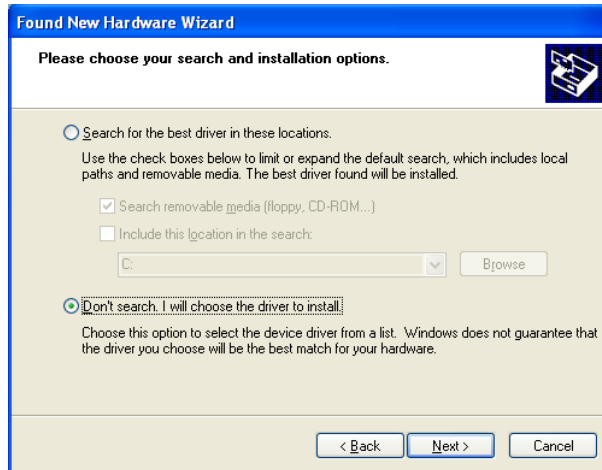 Found New Hardware Wizard
Please choose your search and installation options.
Search for the best driver in these locations.
Use the check boxes below to limit or expand the default search, which includes local
paths and removable media. The best driver found will be installed.
Search removable media (floppy, CD-ROM...)
Include this location in the search:
C:
Browse
Don't search. I will choose the driver to install.
Choose this option to select the device driver from a list.  Windows does not guarantee that
the driver you choose will be the best match for your hardware.
< Back Next > Cancel